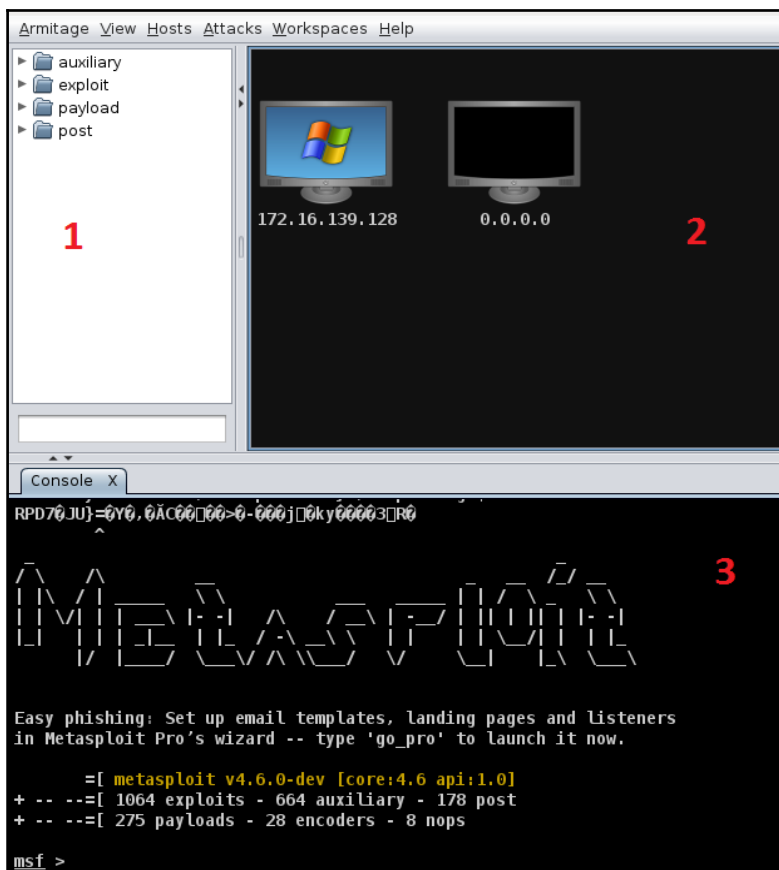 Armitage View Hosts Attacks Workspaces Help
auxiliary
exploit
payload
post
1
172.16.139.128
0.0.0.0
2
Console X
3
METASPLOIT
Easy phishing: Set up email templates, landing pages and listeners
in Metasploit Pro's wizard -- type 'go_pro' to launch it now.
=[ metasploit v4.6.0-dev [core:4.6 api:1.0]
+ -- --=[ 1064 exploits - 664 auxiliary - 178 post
+ -- --=[ 275 payloads - 28 encoders - 8 nops
msf >